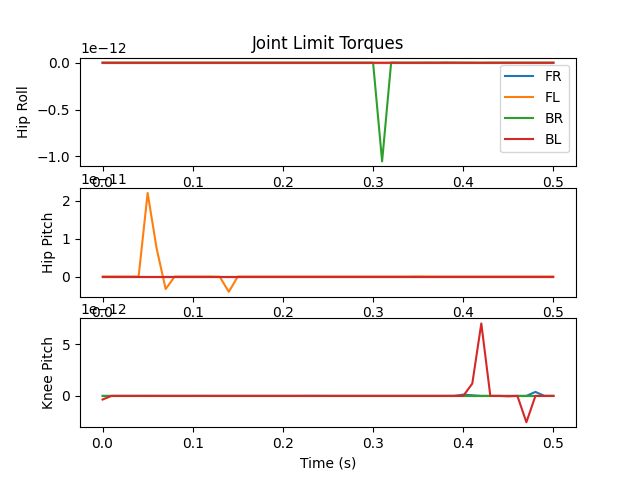 Joint Limit Torques
1e−12
0.0
−0.5
−1.0
Hip Roll
FR
FL
BR
BL
0.0 0.1 0.2 0.3 0.4 0.5
1e−11
2
1
0
Hip Pitch
0.0 0.1 0.2 0.3 0.4 0.5
1e−12
5
0
Knee Pitch
0.0 0.1 0.2 0.3 0.4 0.5
Time (s)